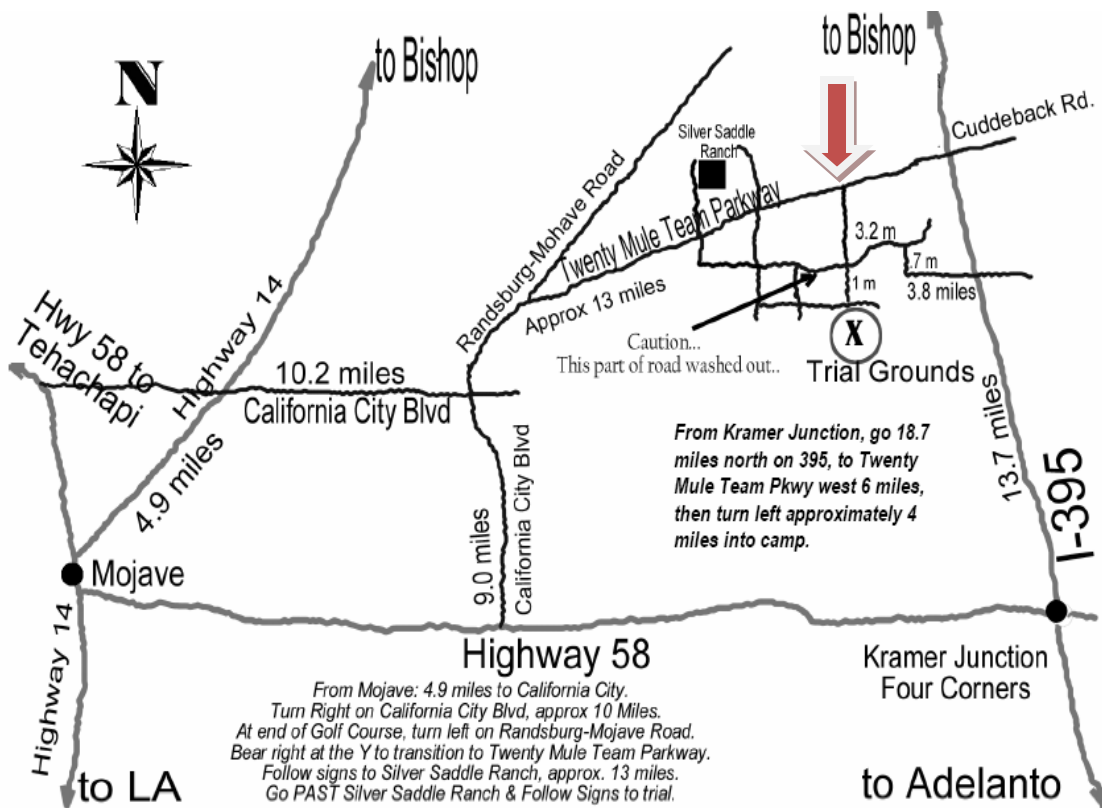 N
to Bishop
to Bishop
Cuddeback Rd.
Silver Saddle
Ranch
Randsburg-Mohave Road
Twenty Mule Team Parkway
Approx 13 miles
3.2 m
.7 m
1 m
3.8 miles
Caution...
This part of road washed out..
X
Trial Grounds
Hwy 58 to
Tehachapi
Highway 14
4.9 miles
10.2 miles
California City Blvd
From Kramer Junction, go 18.7
miles north on 395, to Twenty
Mule Team Pkwy west 6 miles,
then turn left approximately 4
miles into camp.
13.7 miles
I-395
9.0 miles
California City Blvd
Mojave
Highway 14
Highway 58
Kramer Junction
Four Corners
From Mojave: 4.9 miles to California City.
Turn Right on California City Blvd, approx 10 Miles.
At end of Golf Course, turn left on Randsburg-Mojave Road.
Bear right at the Y to transition to Twenty Mule Team Parkway.
Follow signs to Silver Saddle Ranch, approx. 13 miles.
Go PAST Silver Saddle Ranch & Follow Signs to trial.
to LA
to Adelanto